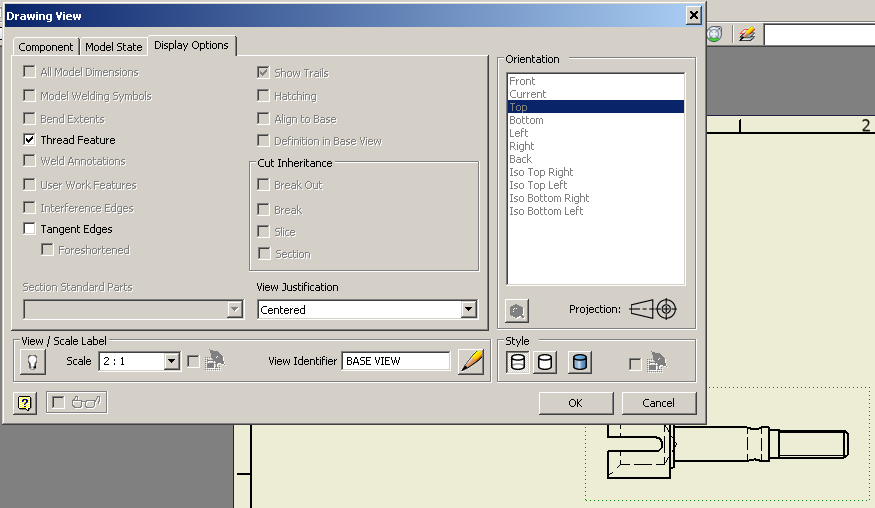 Drawing View
Component
Model State
Display Options
All Model Dimensions
Model Welding Symbols
Bend Extents
Thread Feature
Weld Annotations
User Work Features
Interference Edges
Tangent Edges
Foreshortened
Section Standard Parts
Show Trails
Hatching
Align to Base
Definition in Base View
Cut Inheritance
Break Out
Break
Slice
Section
View Justification
Centered
Orientation
Front
Current
Top
Bottom
Left
Right
Back
Iso Top Right
Iso Top Left
Iso Bottom Right
Iso Bottom Left
Projection:
View / Scale Label
Scale
2 : 1
View Identifier
BASE VIEW
Style
OK
Cancel
2